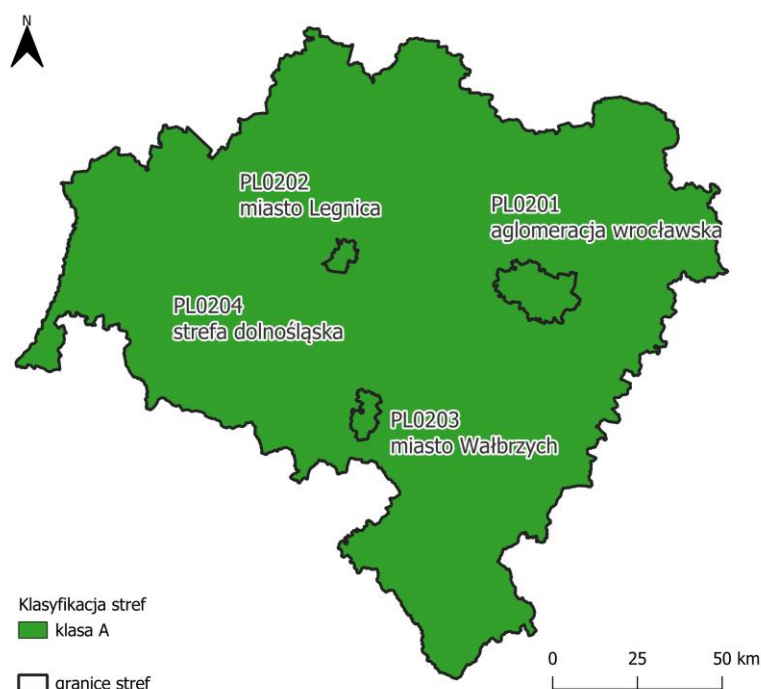 N
PL0202
miasto Legnica
PL0201
aglomeracja wrocławska
PL0204
strefa dolnośląska
PL0203
miasto Wałbrzych
Klasyfikacja stref
klasa A
granice stref
0 25 50 km